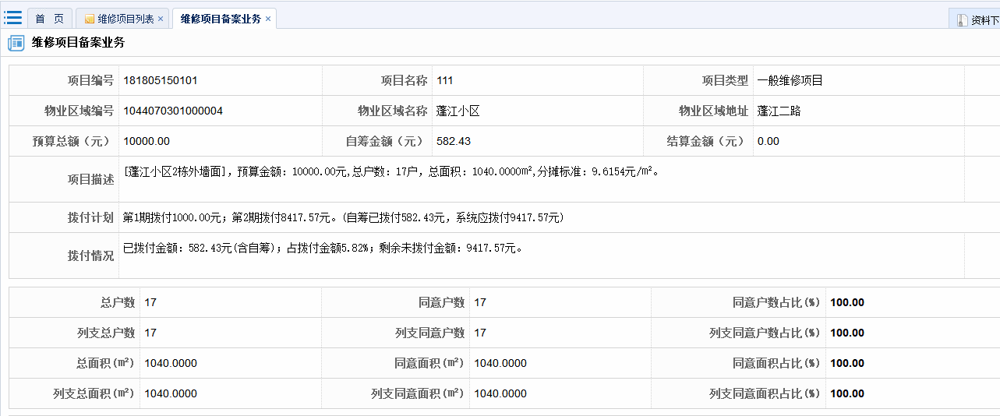 首 页 维修项目列表 × 维修项目备案业务 × 资料下
维修项目备案业务
项目编号 181805150101 项目名称 111 项目类型 一般维修项目
物业区域编号 1044070301000004 物业区域名称 蓬江小区 物业区域地址 蓬江二路
预算总额（元） 10000.00 自筹金额（元） 582.43 结算金额（元） 0.00
项目描述 [蓬江小区2栋外墙面]，预算金额：10000.00元,总户数：17户，总面积：1040.0000㎡,分摊标准：9.6154元/㎡。
拨付计划 第1期拨付1000.00元；第2期拨付8417.57元。(自筹已拨付582.43元，系统应拨付9417.57元)
拨付情况 已拨付金额：582.43元(含自筹)；占拨付金额5.82%；剩余未拨付金额：9417.57元。
总户数 17 同意户数 17 同意户数占比(%) 100.00
列支总户数 17 列支同意户数 17 列支同意户数占比(%) 100.00
总面积(㎡) 1040.0000 同意面积(㎡) 1040.0000 同意面积占比(%) 100.00
列支总面积(㎡) 1040.0000 列支同意面积(㎡) 1040.0000 列支同意面积占比(%) 100.00